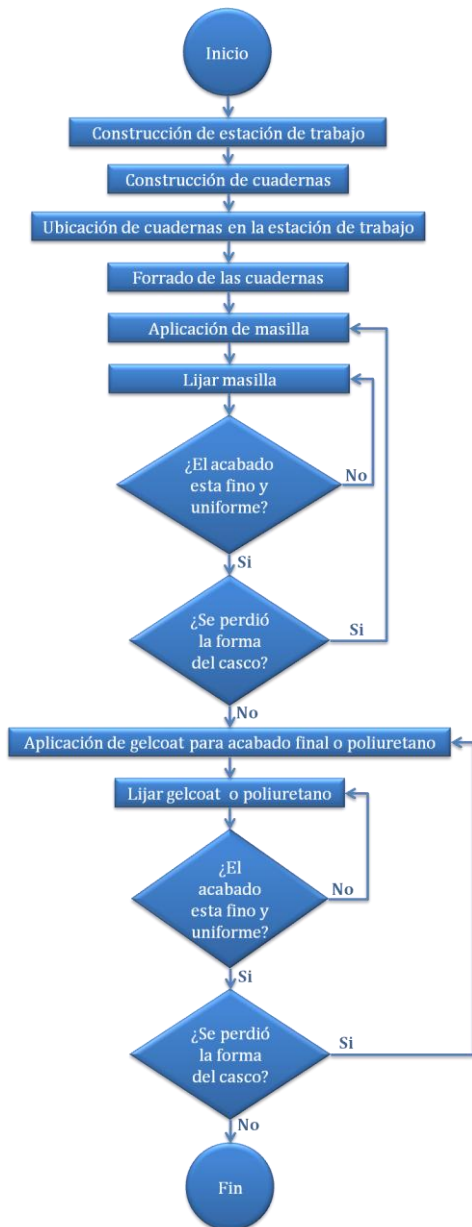 Inicio
Construcción de estación de trabajo
Construcción de cuadernas
Ubicación de cuadernas en la estación de trabajo
Forrado de las cuadernas
Aplicación de masilla
Lijar masilla
¿El acabado
esta fino y
uniforme?
No
Si
¿Se perdió
la forma
del casco?
Si
No
Aplicación de gelcoat para acabado final o poliuretano
Lijar gelcoat o poliuretano
¿El
acabado
esta fino y
uniforme?
No
Si
¿Se perdió
la forma
del casco?
Si
No
Fin